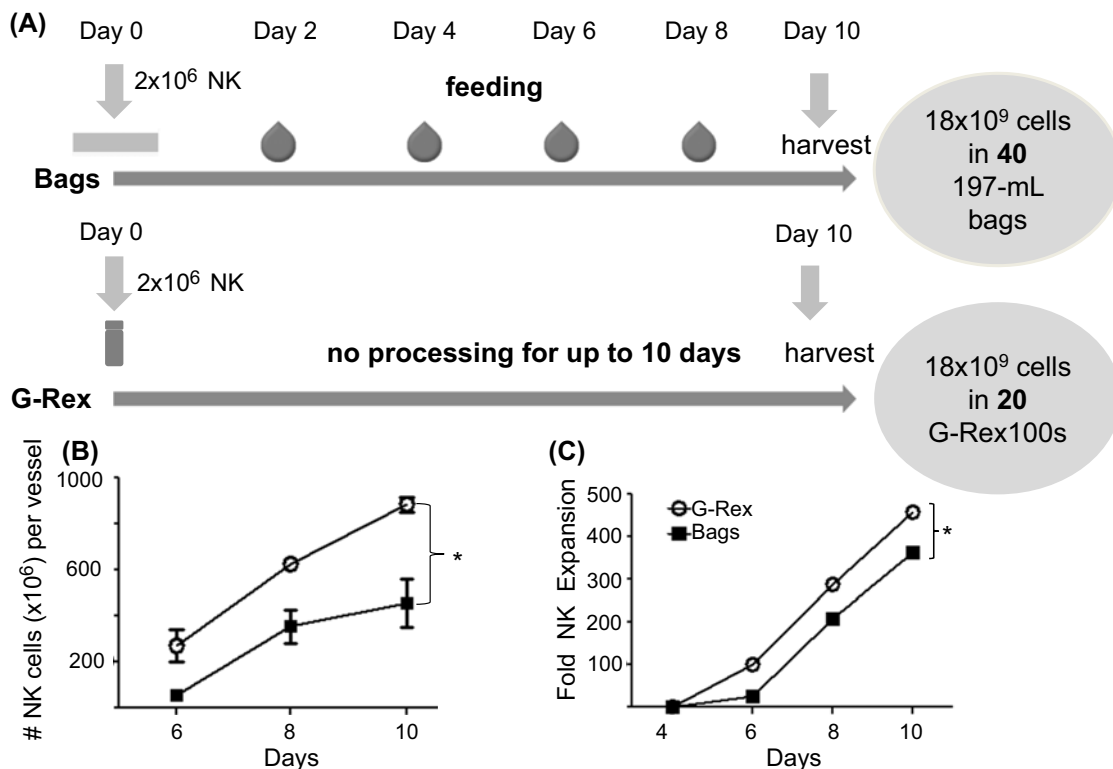 (A)
Day 0 Day 2 Day 4 Day 6 Day 8 Day 10
2x10⁶ NK
feeding
harvest
Bags
18x10⁹ cells
in 40
197-mL
bags
Day 0 Day 10
2x10⁶ NK
no processing for up to 10 days harvest
G-Rex
18x10⁹ cells
in 20
G-Rex100s
(B)
# NK cells (x10⁶) per vessel
1000
600
200
*
6 8 10
Days
(C)
Fold NK Expansion
500
400
300
200
100
G-Rex
Bags
*
4 6 8 10
Days